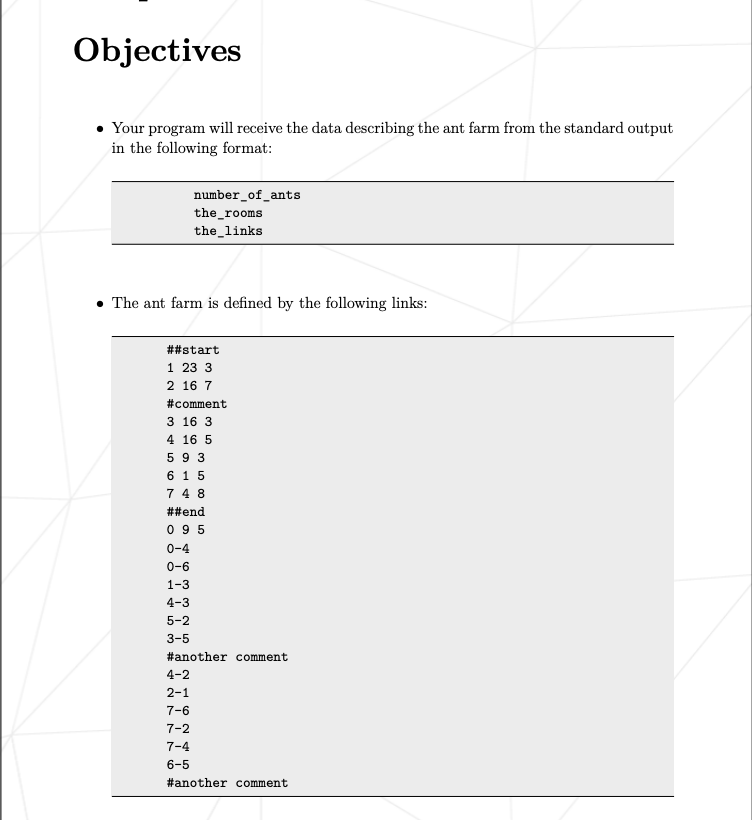 Objectives
• Your program will receive the data describing the ant farm from the standard output
in the following format:
number_of_ants
the_rooms
the_links
• The ant farm is defined by the following links:
##start
1 23 3
2 16 7
#comment
3 16 3
4 16 5
5 9 3
6 1 5
7 4 8
##end
0 9 5
0-4
0-6
1-3
4-3
5-2
3-5
#another comment
4-2
2-1
7-6
7-2
7-4
6-5
#another comment